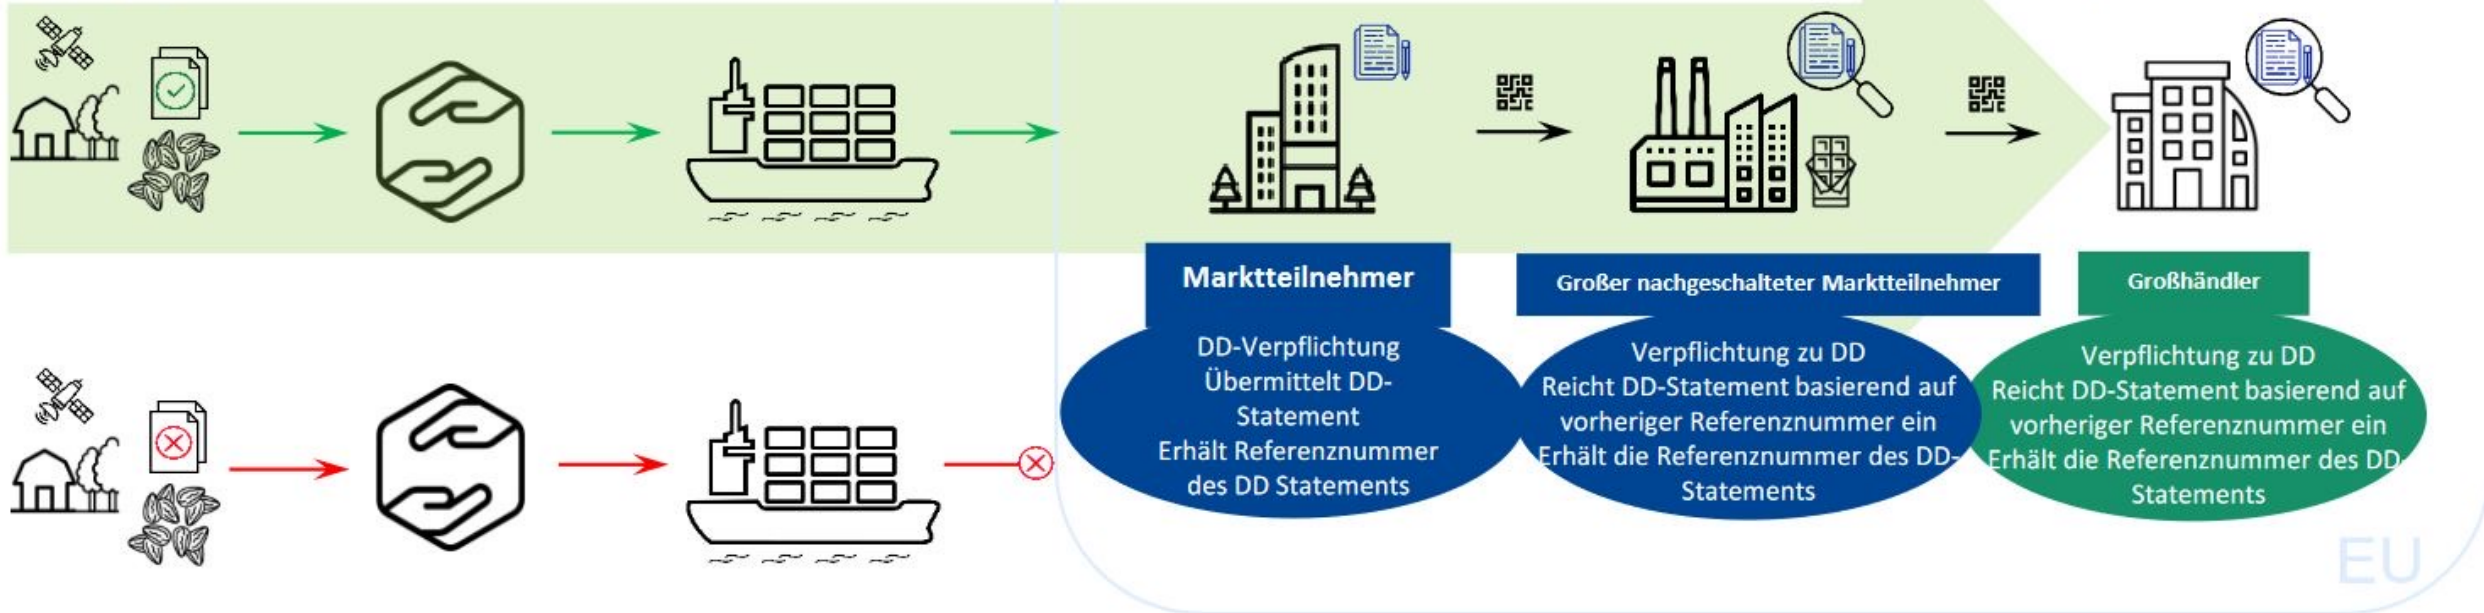 Marktteilnehmer
DD-Verpflichtung
Übermittelt DD-
Statement
Erhält Referenznummer
des DD Statements
Großer nachgeschalteter Marktteilnehmer
Verpflichtung zu DD
Reicht DD-Statement basierend auf
vorheriger Referenznummer ein
Erhält die Referenznummer des DD-
Statements
Großhändler
Verpflichtung zu DD
Reicht DD-Statement basierend auf
vorheriger Referenznummer ein
Erhält die Referenznummer des DD-
Statements
EU